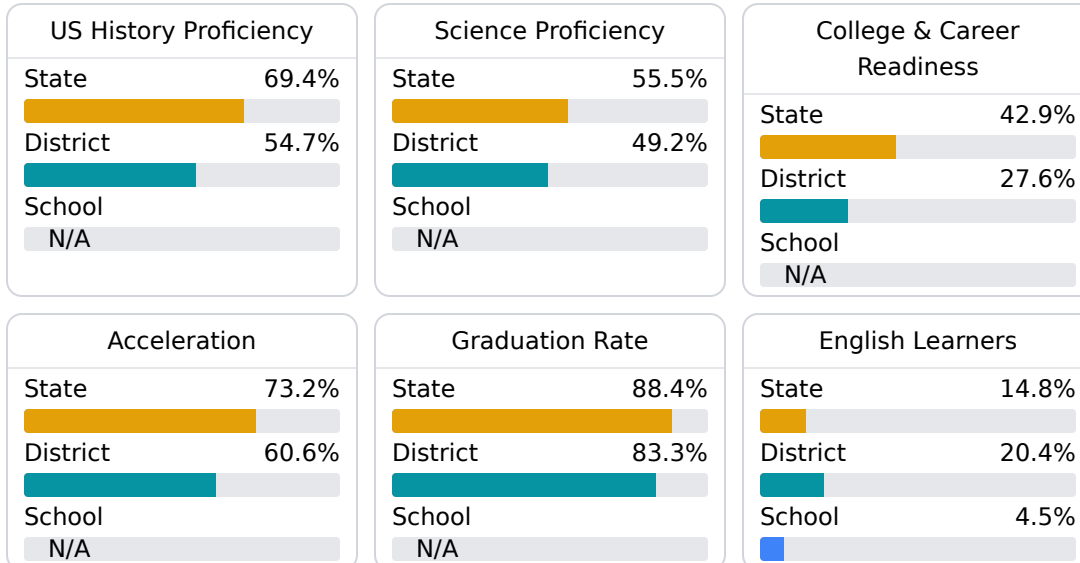 US History Proficiency
State 69.4%
District 54.7%
School
N/A
Science Proficiency
State 55.5%
District 49.2%
School
N/A
College & Career
Readiness
State 42.9%
District 27.6%
School
N/A
Acceleration
State 73.2%
District 60.6%
School
N/A
Graduation Rate
State 88.4%
District 83.3%
School
N/A
English Learners
State 14.8%
District 20.4%
School 4.5%